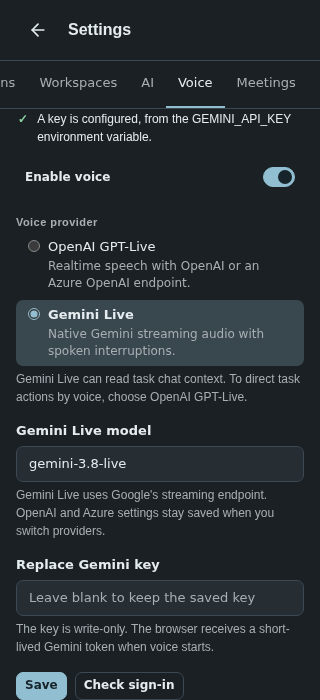 Settings
ns Workspaces AI Voice Meetings
✓ A key is configured, from the GEMINI_API_KEY
environment variable.
Enable voice
Voice provider
OpenAI GPT-Live
Realtime speech with OpenAI or an
Azure OpenAI endpoint.
Gemini Live
Native Gemini streaming audio with
spoken interruptions.
Gemini Live can read task chat context. To direct task
actions by voice, choose OpenAI GPT-Live.
Gemini Live model
gemini-3.8-live
Gemini Live uses Google's streaming endpoint.
OpenAI and Azure settings stay saved when you
switch providers.
Replace Gemini key
Leave blank to keep the saved key
The key is write-only. The browser receives a short-
lived Gemini token when voice starts.
Save Check sign-in